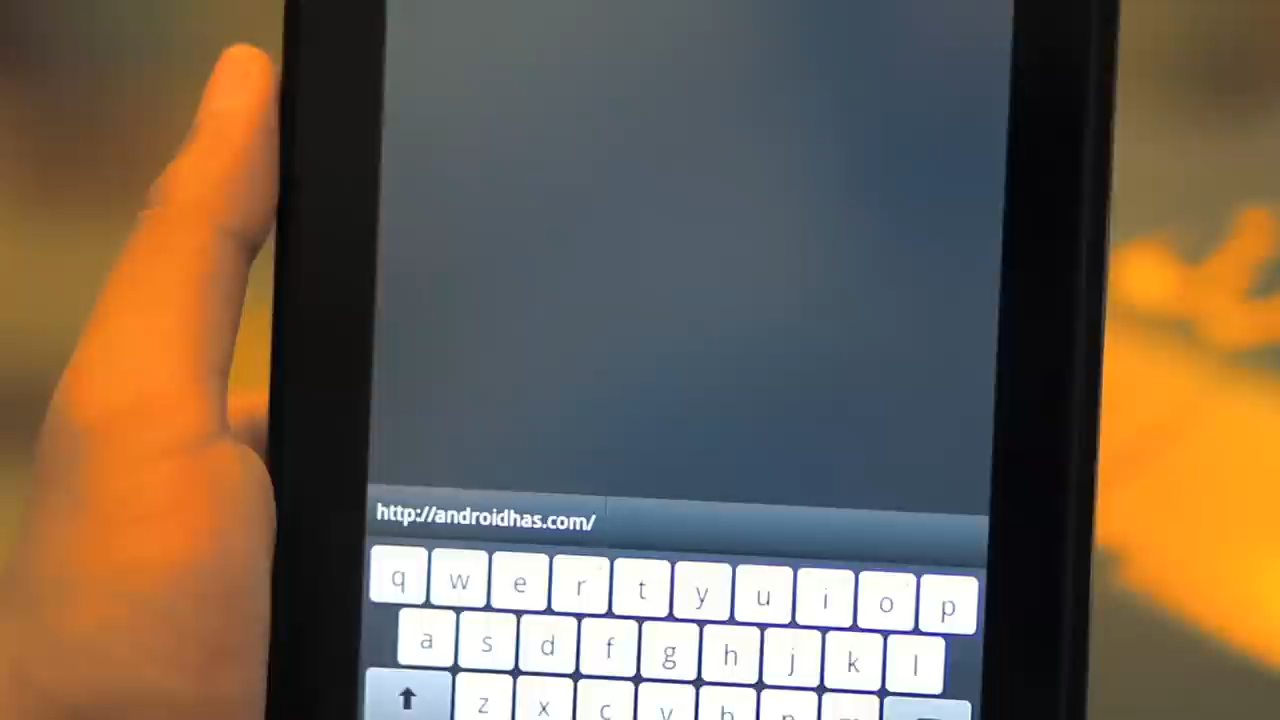 http://androidhas.com/
q w e r t y u i o p
a s d f g h j k l
z x c v b n m